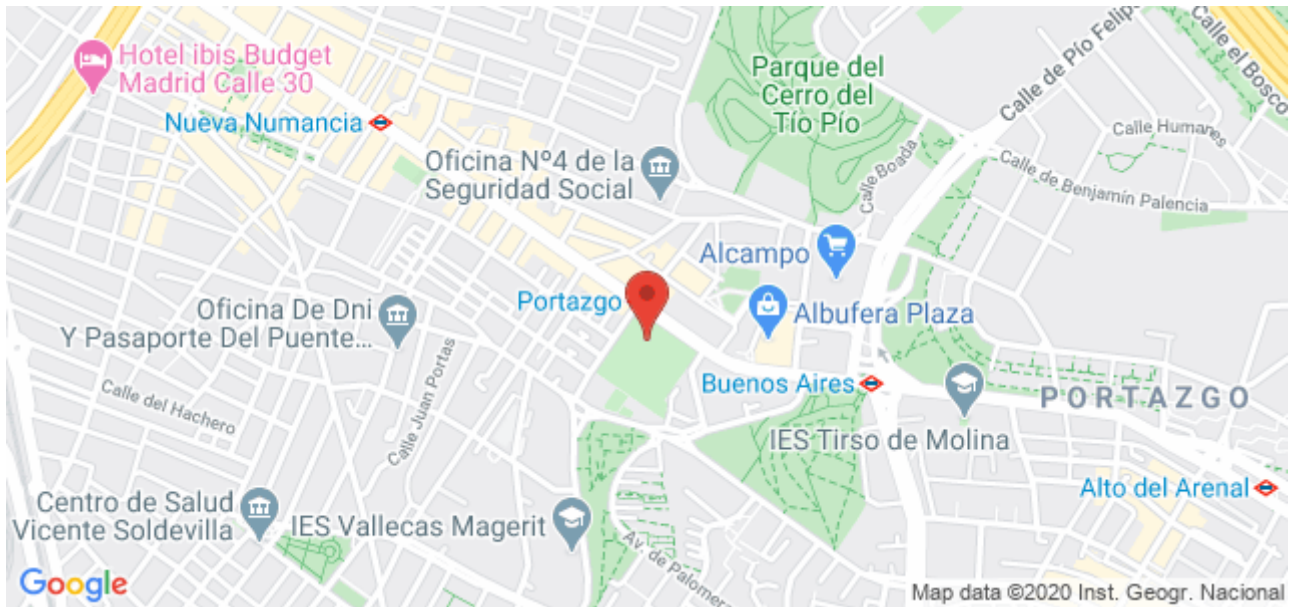 Hotel ibis Budget
Madrid Calle 30
Nueva Numancia
Oficina Nº4 de la
Seguridad Social
Parque del
Cerro del
Tío Pío
Calle de Pío Felipe
Calle el Bosco
Calle Humanes
Calle Boada
Calle de Benjamín Palencia
Alcampo
Portazgo
Albufera Plaza
Oficina De Dni
Y Pasaporte Del Puente...
Calle Juan Portas
Calle del Hachero
Buenos Aires
PORTAZGO
IES Tirso de Molina
Alto del Arenal
Centro de Salud
Vicente Soldevilla
IES Vallecas Magerit
Av. de Palomera
Google
Map data ©2020 Inst. Geogr. Nacional